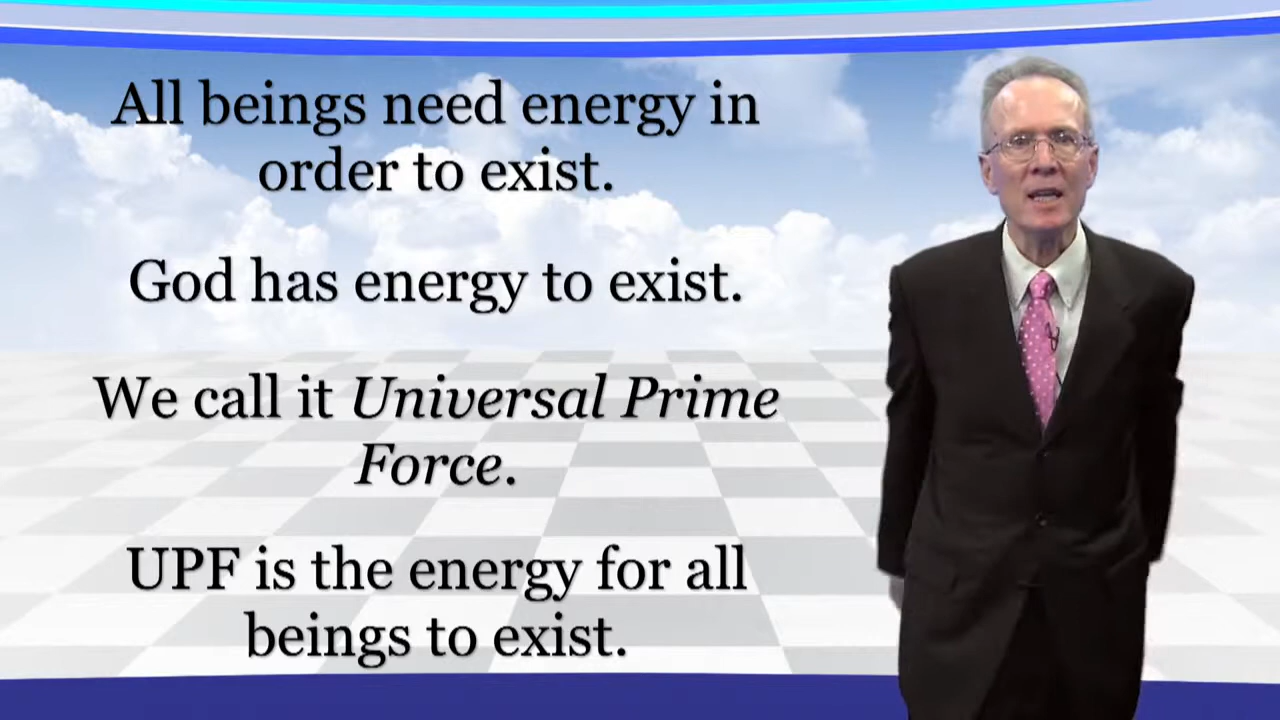 All beings need energy in
order to exist.
God has energy to exist.
We call it Universal Prime
Force.
UPF is the energy for all
beings to exist.